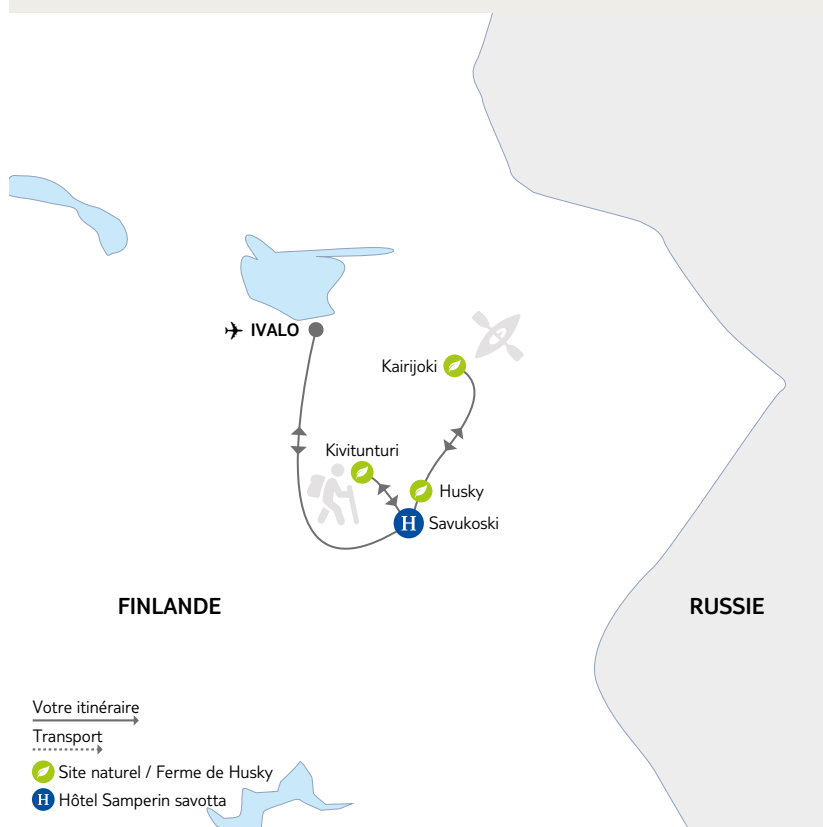 IVALO
Kairijoki
Kivitunturi
Husky
H Savukoski
FINLANDE
RUSSIE
Votre itinéraire
Transport
Site naturel / Ferme de Husky
H Hôtel Samperin savotta